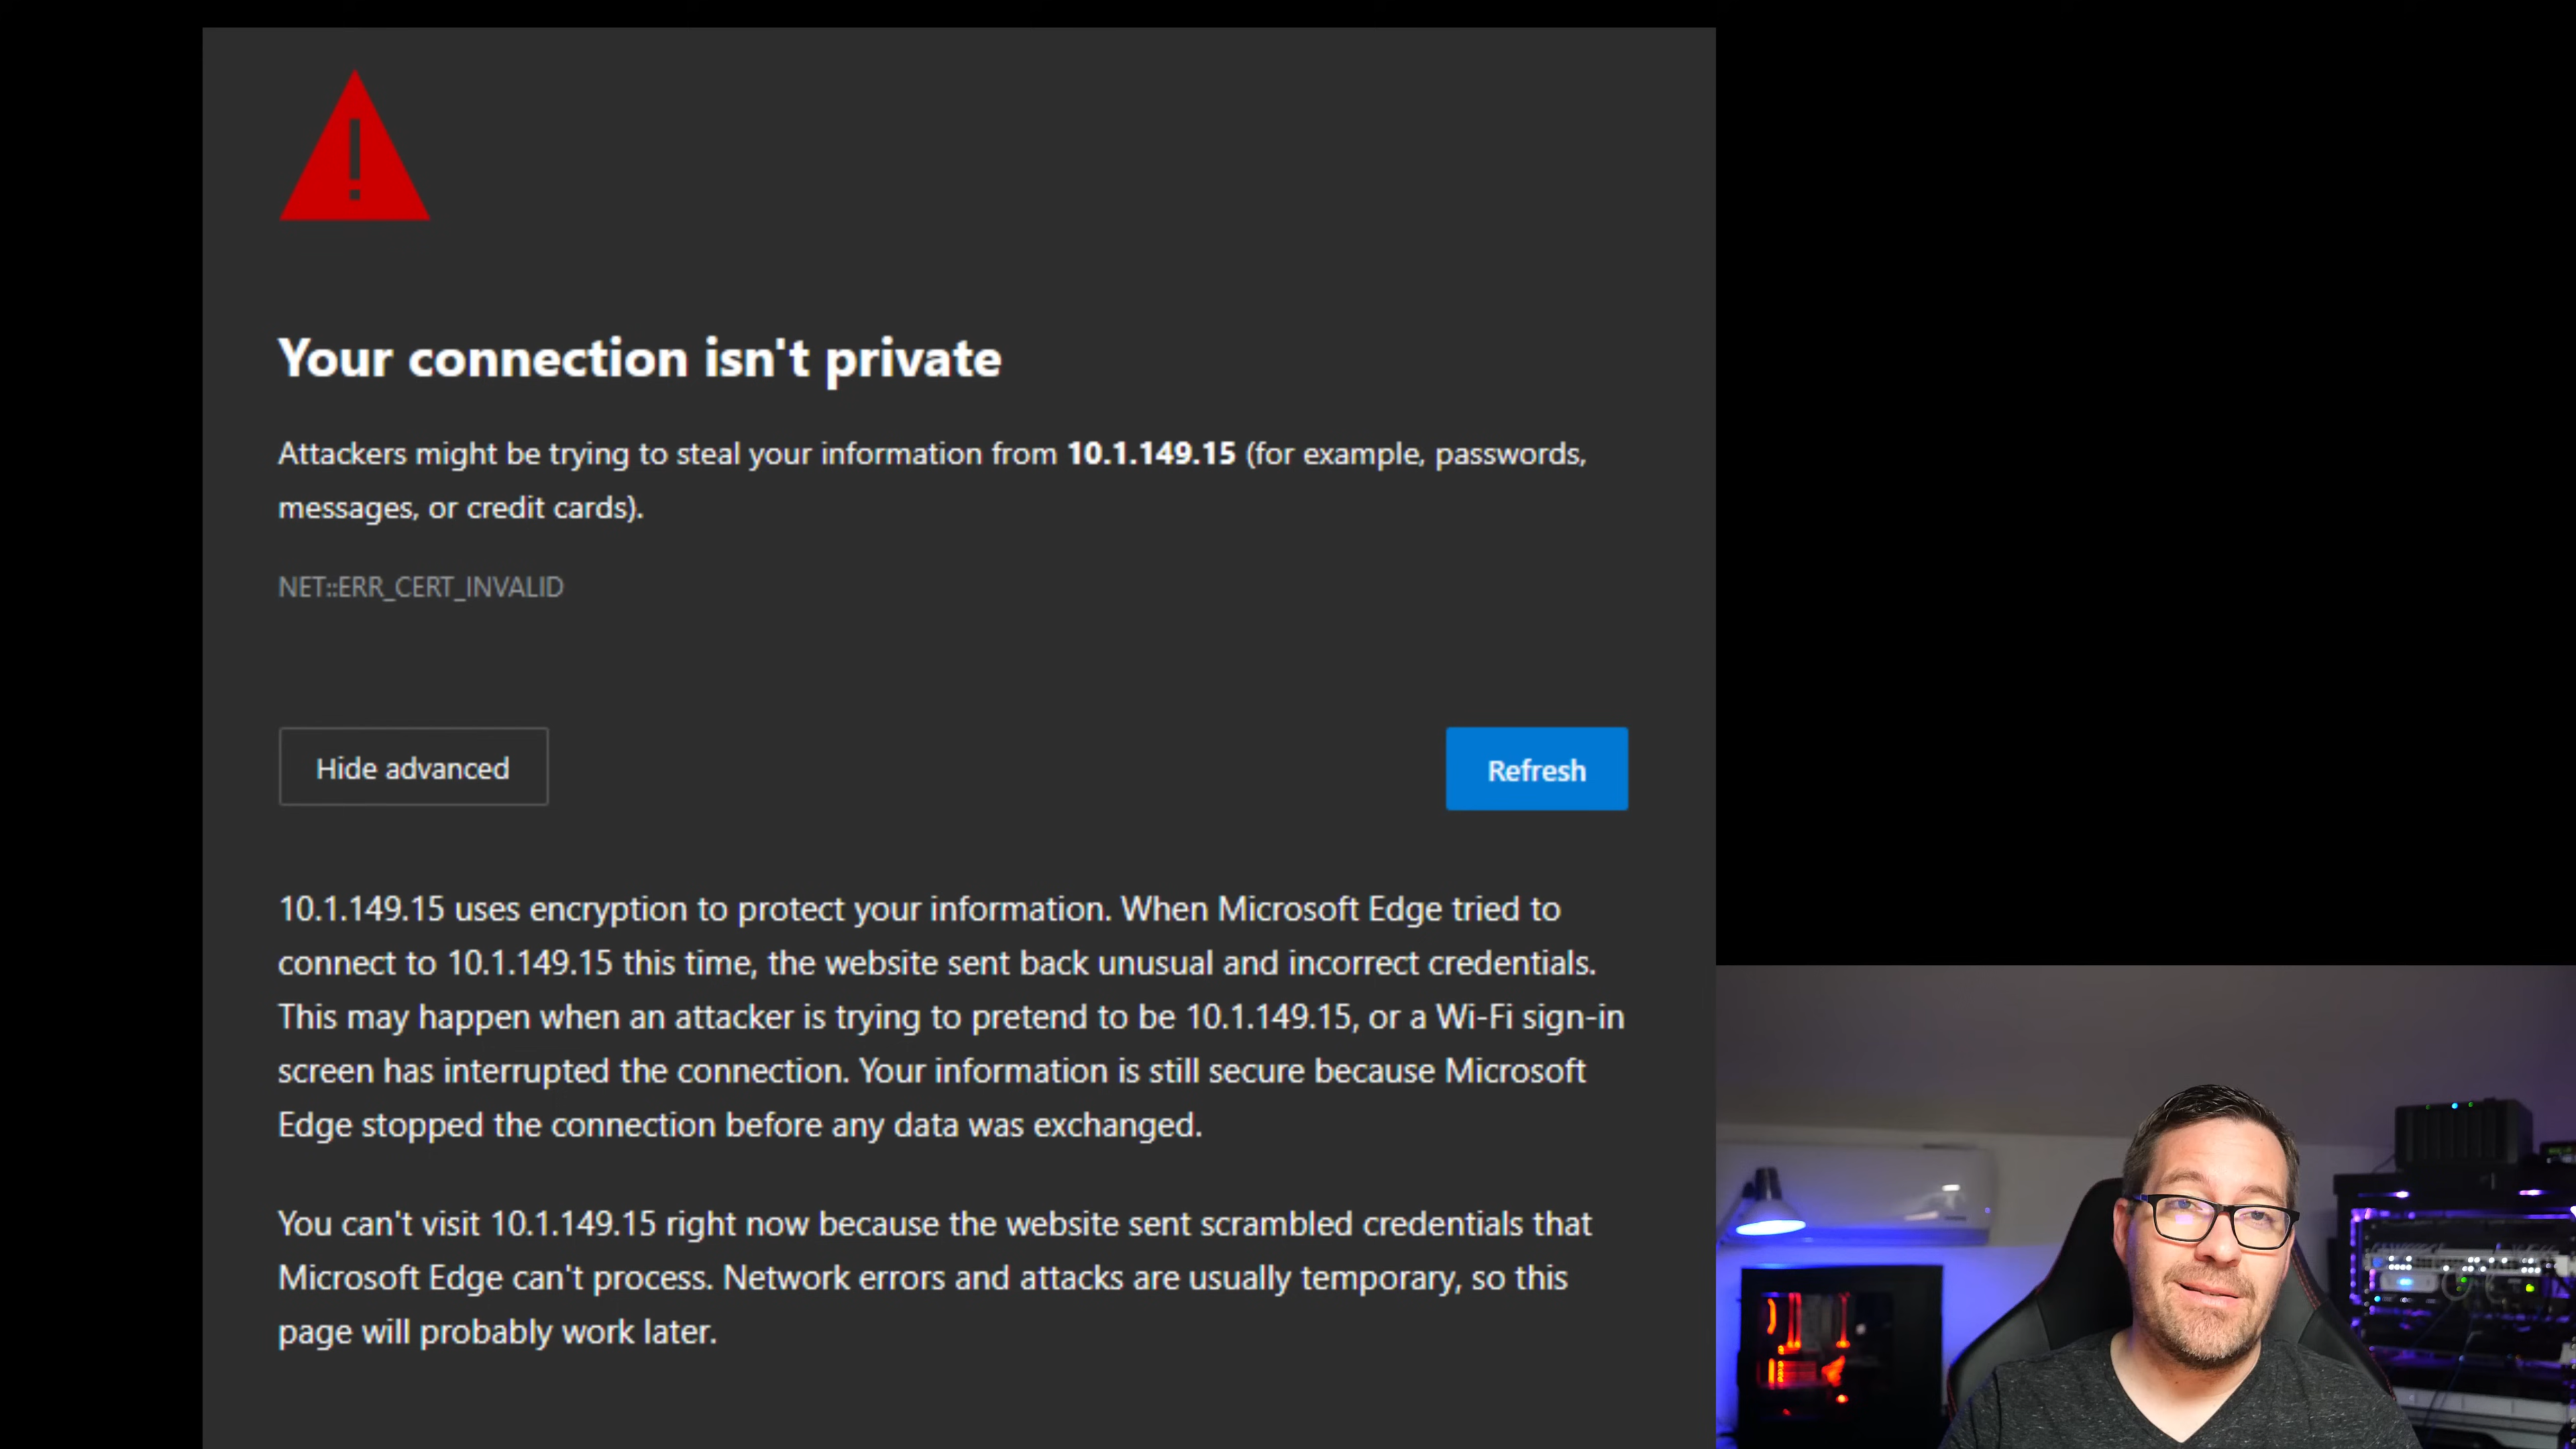 Your connection isn't private
Attackers might be trying to steal your information from 10.1.149.15 (for example, passwords,
messages, or credit cards).
NET::ERR_CERT_INVALID
Hide advanced
Refresh
10.1.149.15 uses encryption to protect your information. When Microsoft Edge tried to
connect to 10.1.149.15 this time, the website sent back unusual and incorrect credentials.
This may happen when an attacker is trying to pretend to be 10.1.149.15, or a Wi-Fi sign-in
screen has interrupted the connection. Your information is still secure because Microsoft
Edge stopped the connection before any data was exchanged.
You can't visit 10.1.149.15 right now because the website sent scrambled credentials that
Microsoft Edge can't process. Network errors and attacks are usually temporary, so this
page will probably work later.